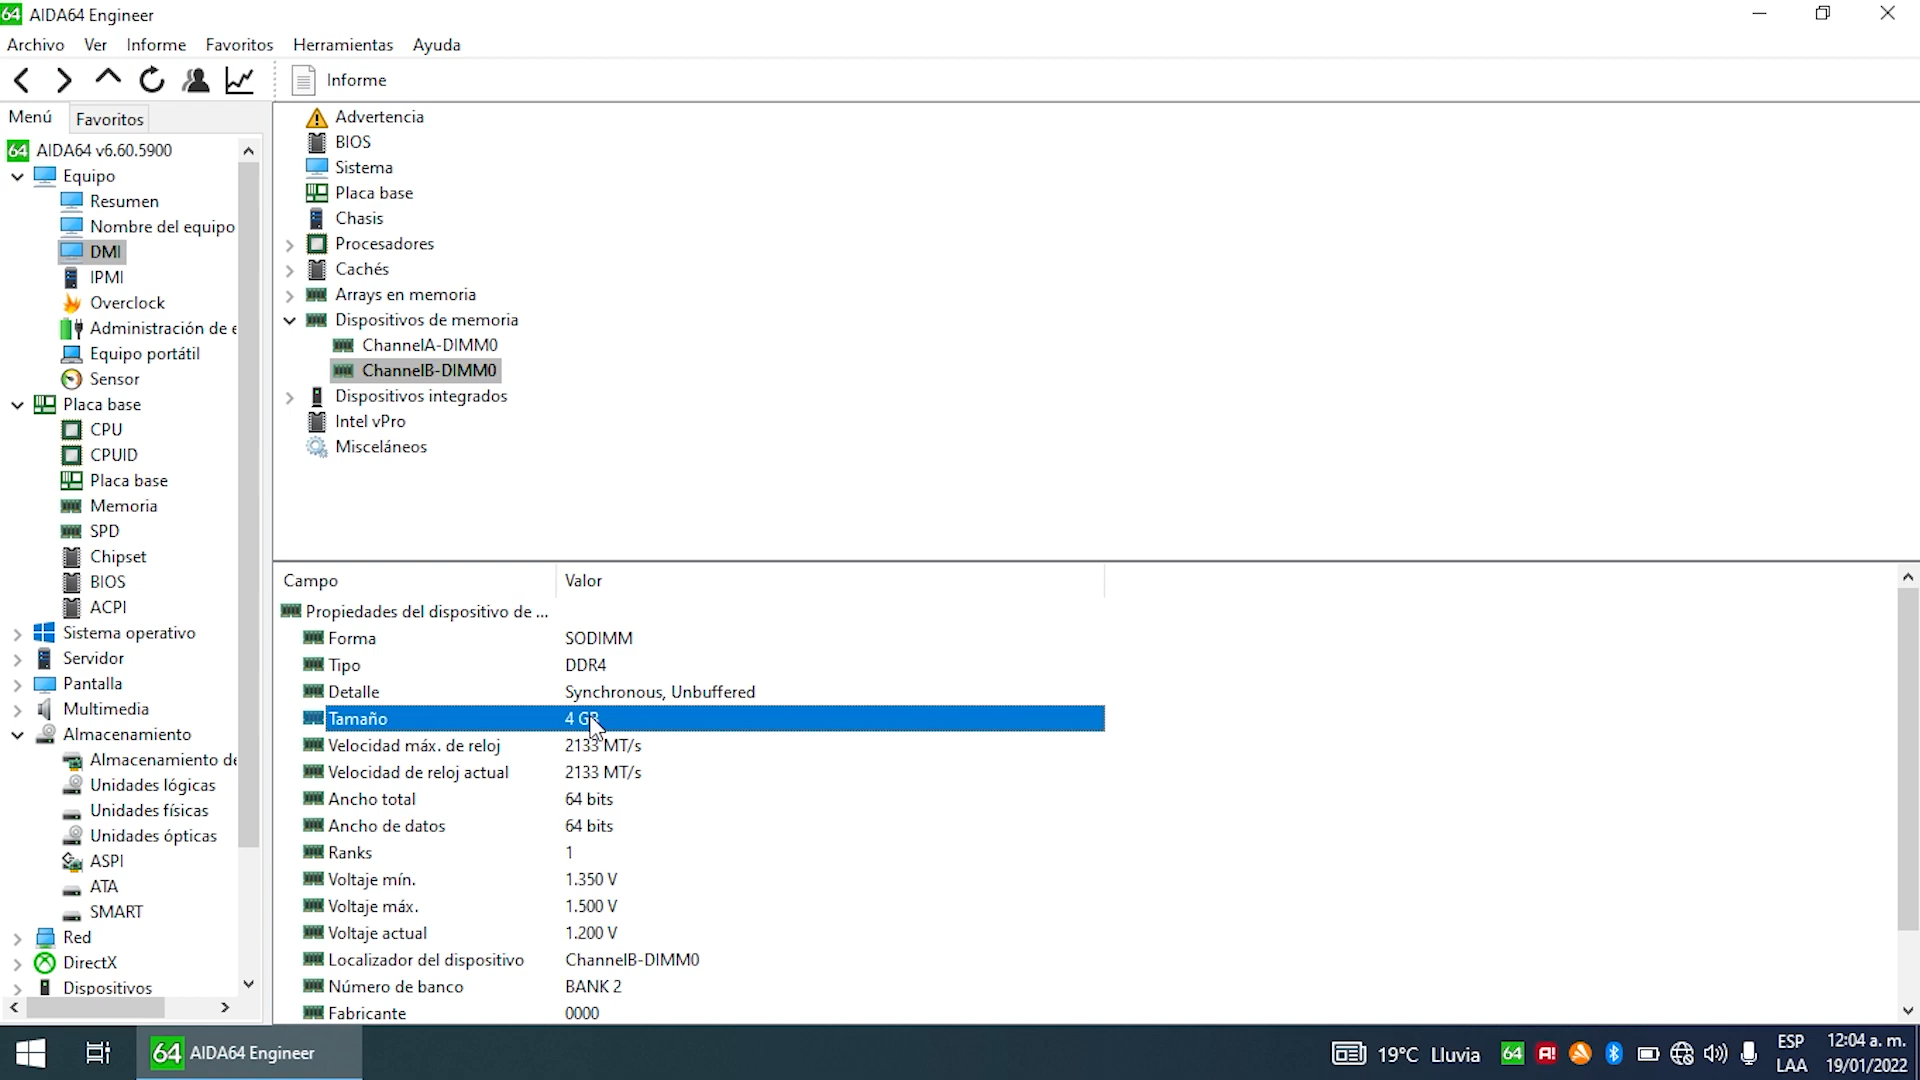 64 AIDA64 Engineer
Archivo Ver Informe Favoritos Herramientas Ayuda
Informe
Menú Favoritos
64 AIDA64 v6.60.5900
Equipo
Resumen
Nombre del equipo
DMI
IPMI
Overclock
Administración de e
Equipo portátil
Sensor
Placa base
CPU
CPUID
Placa base
Memoria
SPD
Chipset
BIOS
ACPI
Sistema operativo
Servidor
Pantalla
Multimedia
Almacenamiento
Almacenamiento de
Unidades lógicas
Unidades físicas
Unidades ópticas
ASPI
ATA
SMART
Red
DirectX
Dispositivos
Advertencia
BIOS
Sistema
Placa base
Chasis
Procesadores
Cachés
Arrays en memoria
Dispositivos de memoria
ChannelA-DIMM0
ChannelB-DIMM0
Dispositivos integrados
Intel vPro
Misceláneos
Campo Valor
Propiedades del dispositivo de ...
Forma SODIMM
Tipo DDR4
Detalle Synchronous, Unbuffered
Tamaño 4 GB
Velocidad máx. de reloj 2133 MT/s
Velocidad de reloj actual 2133 MT/s
Ancho total 64 bits
Ancho de datos 64 bits
Ranks 1
Voltaje mín. 1.350 V
Voltaje máx. 1.500 V
Voltaje actual 1.200 V
Localizador del dispositivo ChannelB-DIMM0
Número de banco BANK 2
Fabricante 0000
64 AIDA64 Engineer
19°C Lluvia
64
ESP
LAA
12:04 a. m.
19/01/2022